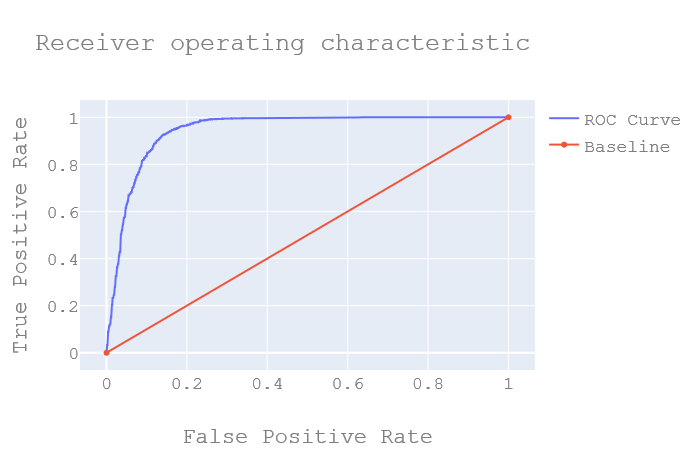 Receiver operating characteristic
True Positive Rate
1
0.8
0.6
0.4
0.2
0
0 0.2 0.4 0.6 0.8 1
False Positive Rate
ROC Curve
Baseline